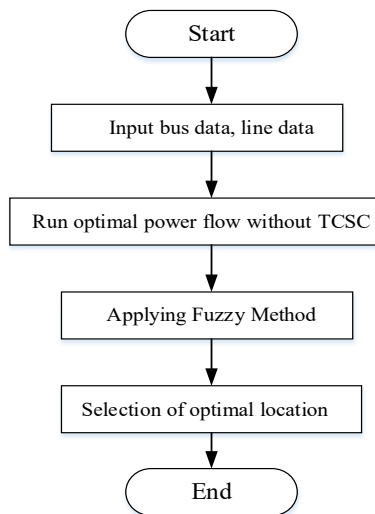 Start
Input bus data, line data
Run optimal power flow without TCSC
Applying Fuzzy Method
Selection of optimal location
End